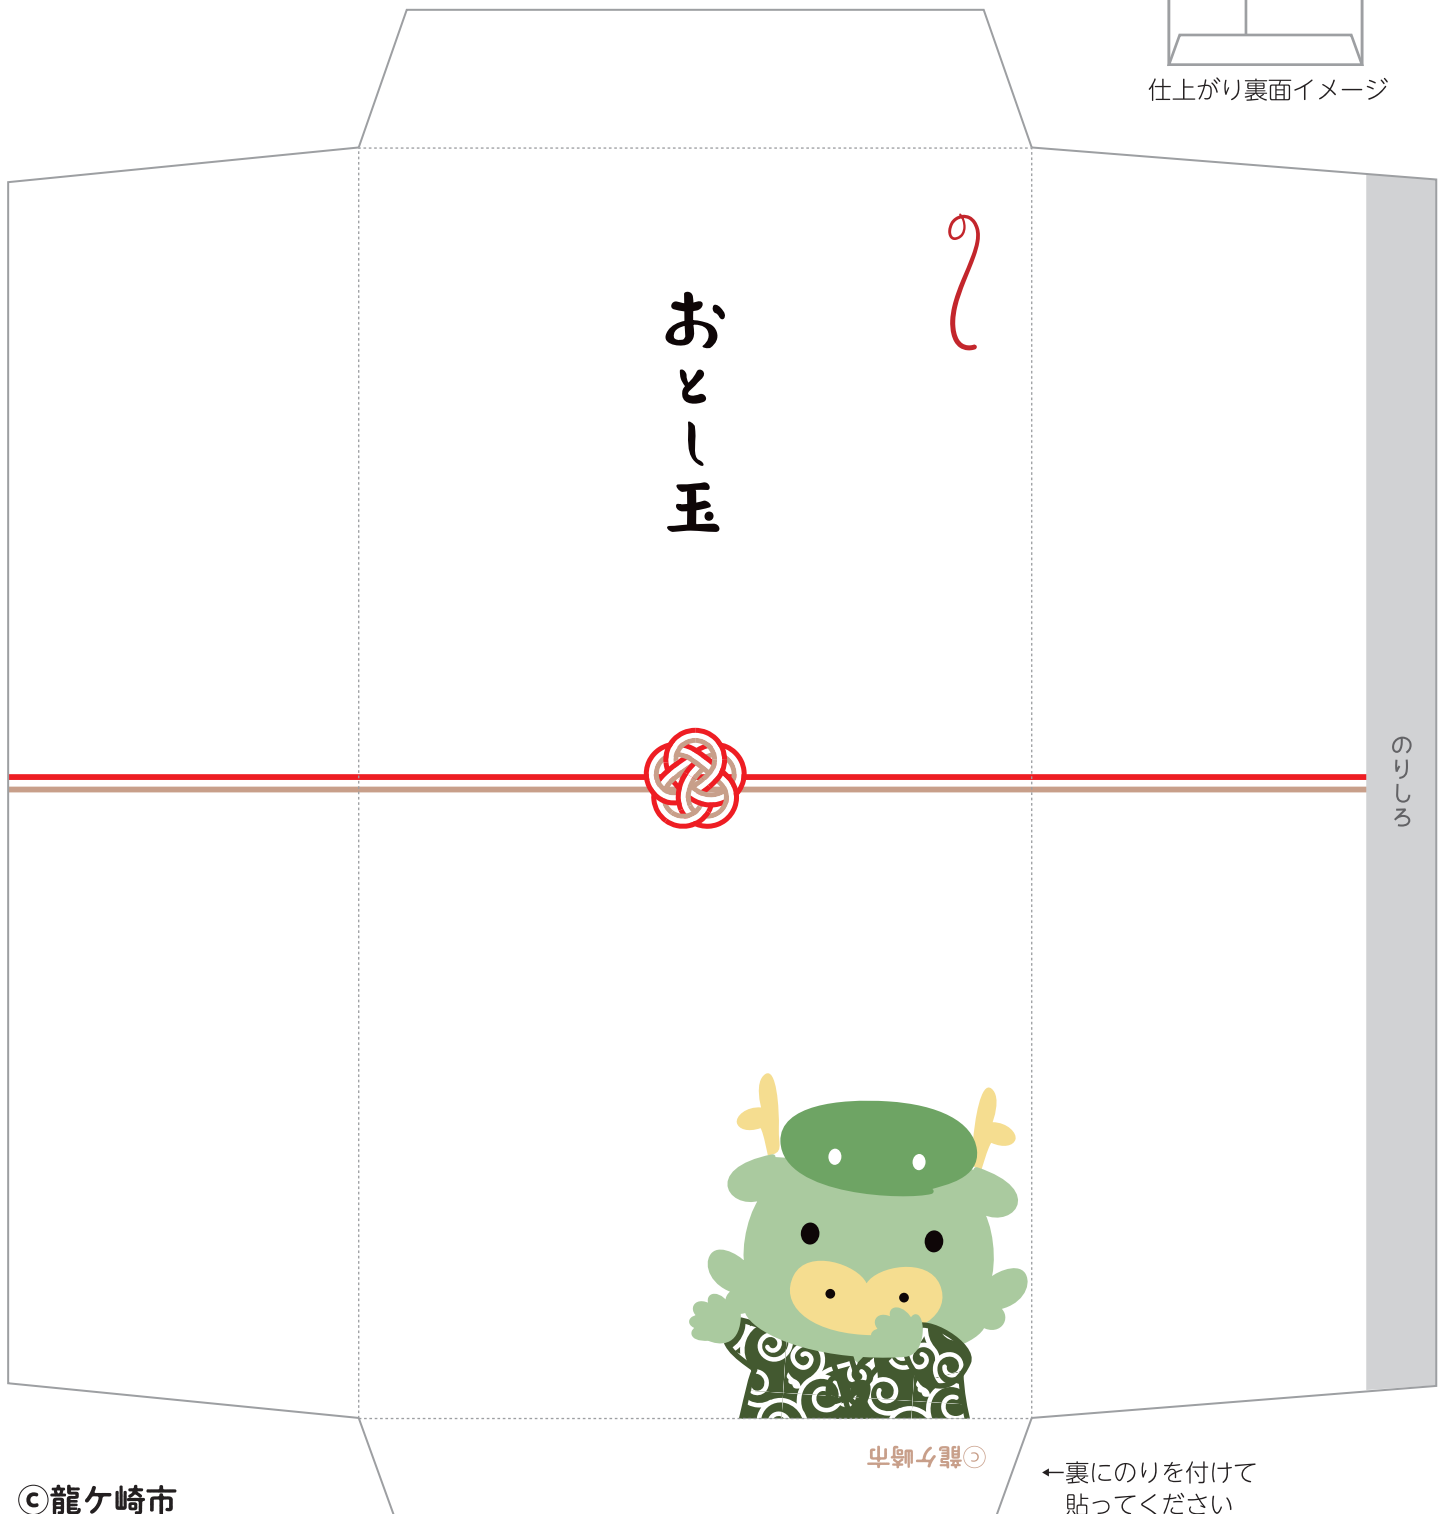 仕上がり裏面イメージ
おとし玉
のりしろ
ⓒ龍ケ崎市
←裏にのりを付けて
貼ってください
ⓒ龍ケ崎市